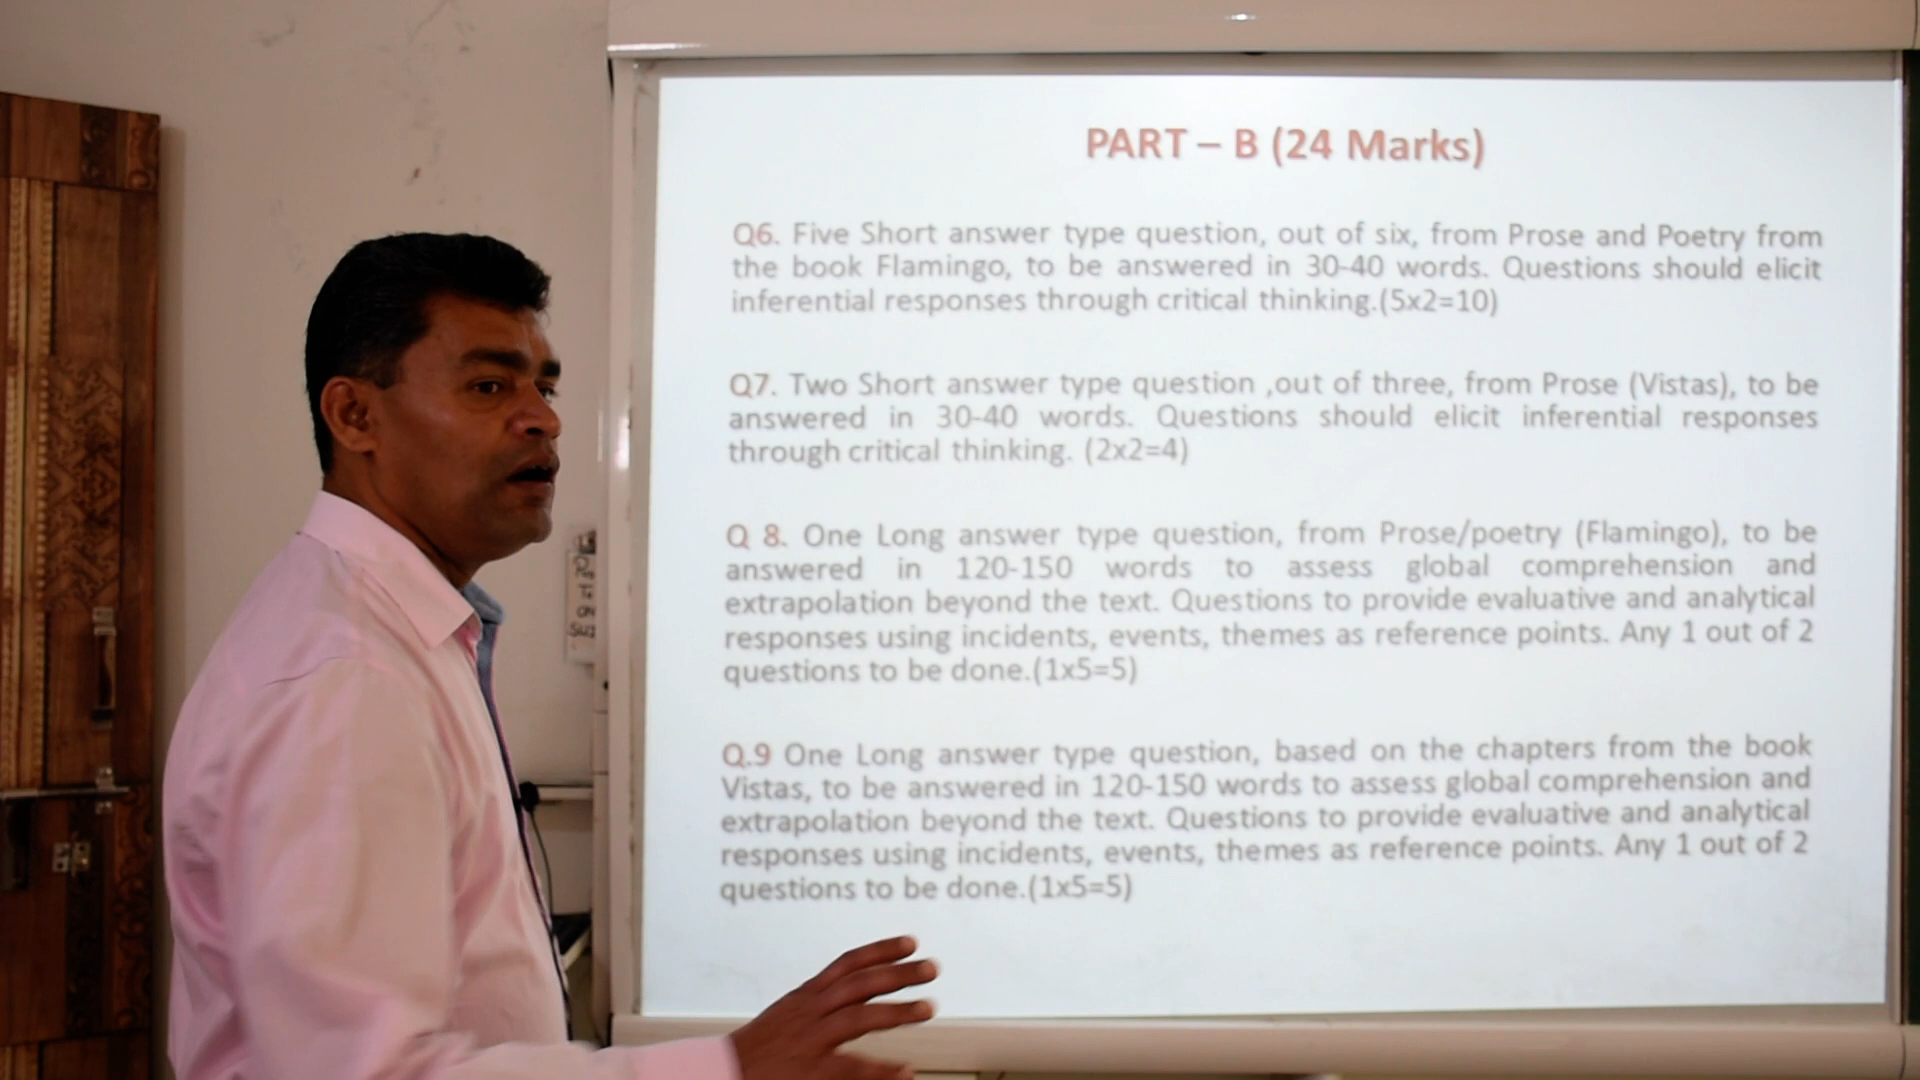 PART – B (24 Marks)
Q6. Five Short answer type question, out of six, from Prose and Poetry from
the book Flamingo, to be answered in 30-40 words. Questions should elicit
inferential responses through critical thinking.(5x2=10)
Q7. Two Short answer type question ,out of three, from Prose (Vistas), to be
answered in 30-40 words. Questions should elicit inferential responses
through critical thinking. (2x2=4)
Q 8. One Long answer type question, from Prose/poetry (Flamingo), to be
answered in 120-150 words to assess global comprehension and
extrapolation beyond the text. Questions to provide evaluative and analytical
responses using incidents, events, themes as reference points. Any 1 out of 2
questions to be done.(1x5=5)
Q.9 One Long answer type question, based on the chapters from the book
Vistas, to be answered in 120-150 words to assess global comprehension and
extrapolation beyond the text. Questions to provide evaluative and analytical
responses using incidents, events, themes as reference points. Any 1 out of 2
questions to be done.(1x5=5)